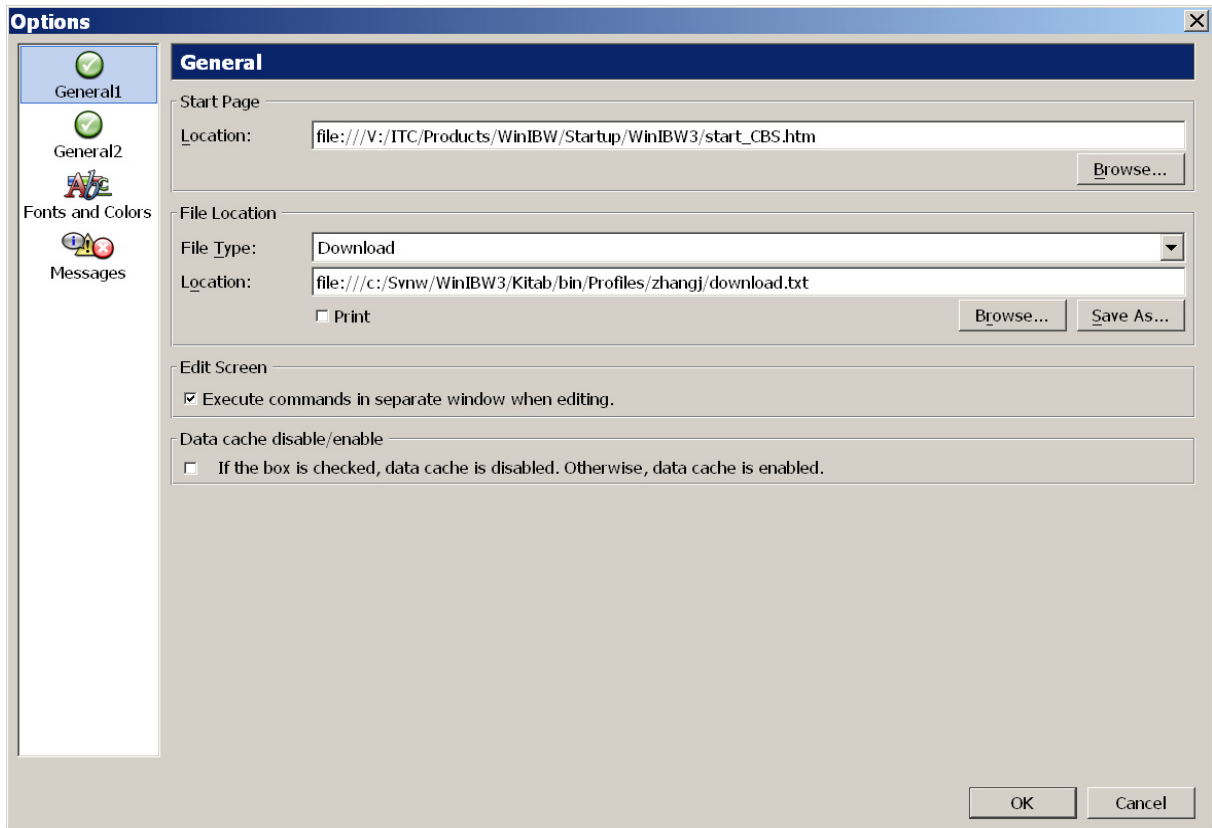 Options
General1
General2
Abc
Fonts and Colors
Messages
General
Start Page
Location: file:///V:/ITC/Products/WinIBW/Startup/WinIBW3/start_CBS.htm
Browse...
File Location
File Type: Download
Location: file:///c:/Svnw/WinIBW3/Kitab/bin/Profiles/zhangj/download.txt
Print Browse... Save As...
Edit Screen
Execute commands in separate window when editing.
Data cache disable/enable
If the box is checked, data cache is disabled. Otherwise, data cache is enabled.
OK Cancel